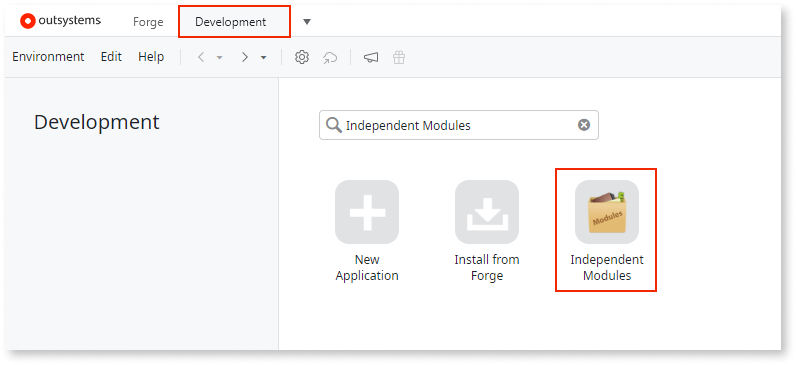 outsystems
Forge
Development
Environment
Edit
Help
Development
Independent Modules
New
Application
Install from
Forge
Modules
Independent
Modules